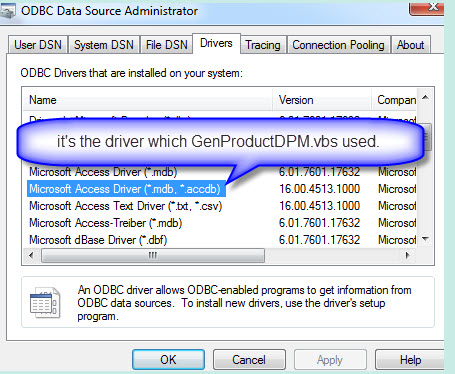 ODBC Data Source Administrator
User DSN System DSN File DSN Drivers Tracing Connection Pooling About
ODBC Drivers that are installed on your system:
Name Version Compan
it's the driver which GenProductDPM.vbs used.
Microsoft Access Driver (*.mdb) 6.01.7601.17632 Microsof
Microsoft Access Driver (*.mdb, *.accdb) 16.00.4513.1000 Microsof
Microsoft Access Text Driver (*.txt, *.csv) 16.00.4513.1000 Microsof
Microsoft Access-Treiber (*.mdb) 6.01.7601.17632 Microsof
Microsoft dBase Driver (*.dbf) 6.01.7601.17632 Microsof
An ODBC driver allows ODBC-enabled programs to get information from
ODBC data sources. To install new drivers, use the driver's setup
program.
OK Cancel Apply Help